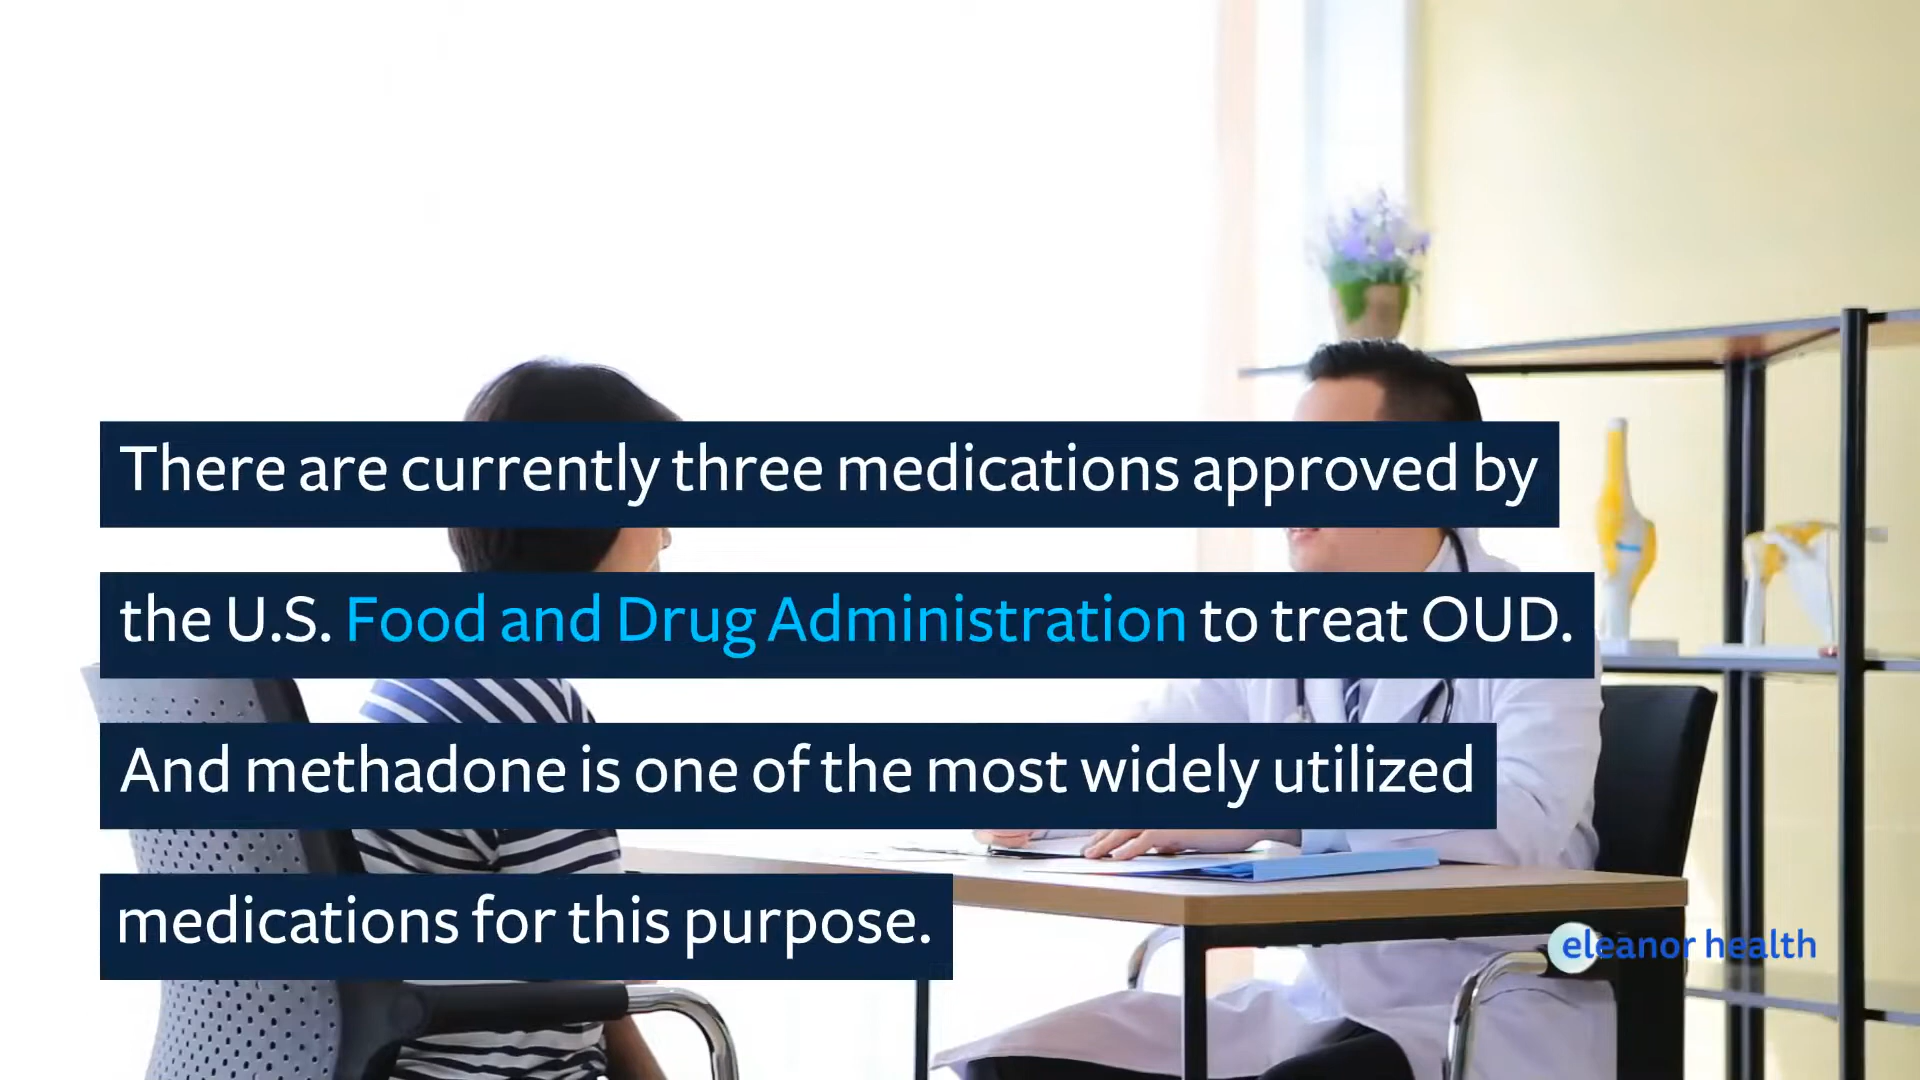 There are currently three medications approved by
the U.S. Food and Drug Administration to treat OUD.
And methadone is one of the most widely utilized
medications for this purpose.
eleanor health